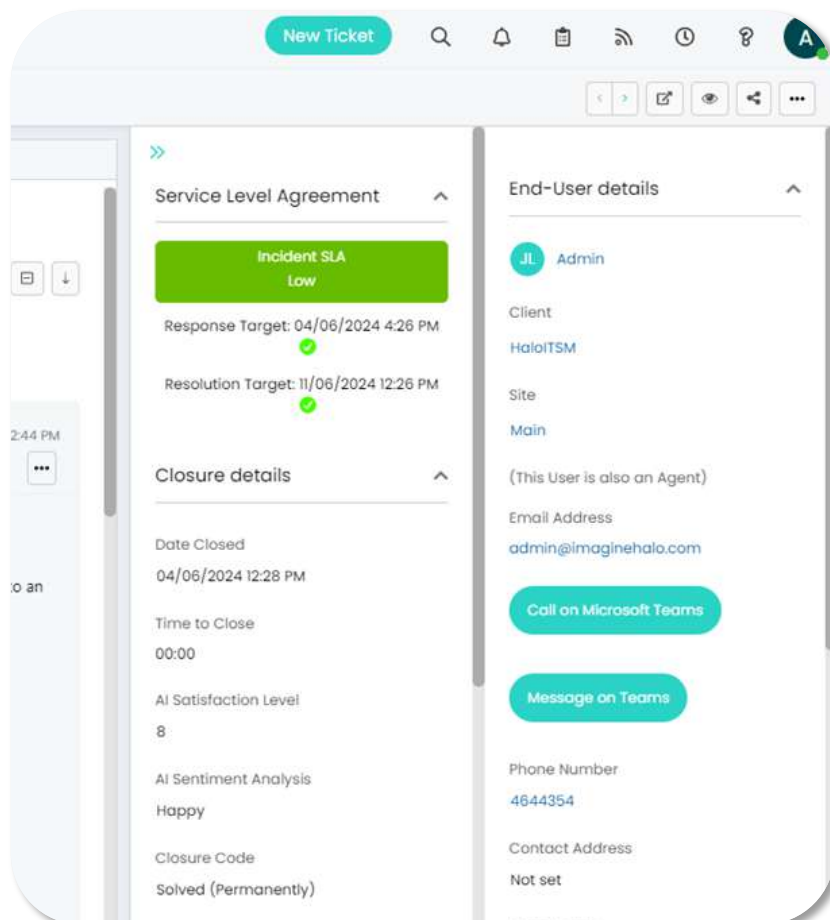 New Ticket
A
2:44 PM
to an
Service Level Agreement
Incident SLA
Low
Response Target: 04/06/2024 4:26 PM
Resolution Target: 11/06/2024 12:26 PM
Closure details
Date Closed
04/06/2024 12:28 PM
Time to Close
00:00
AI Satisfaction Level
8
AI Sentiment Analysis
Happy
Closure Code
Solved (Permanently)
End-User details
JL Admin
Client
HaloITSM
Site
Main
(This User is also an Agent)
Email Address
admin@imaginehalo.com
Call on Microsoft Teams
Message on Teams
Phone Number
4644354
Contact Address
Not set